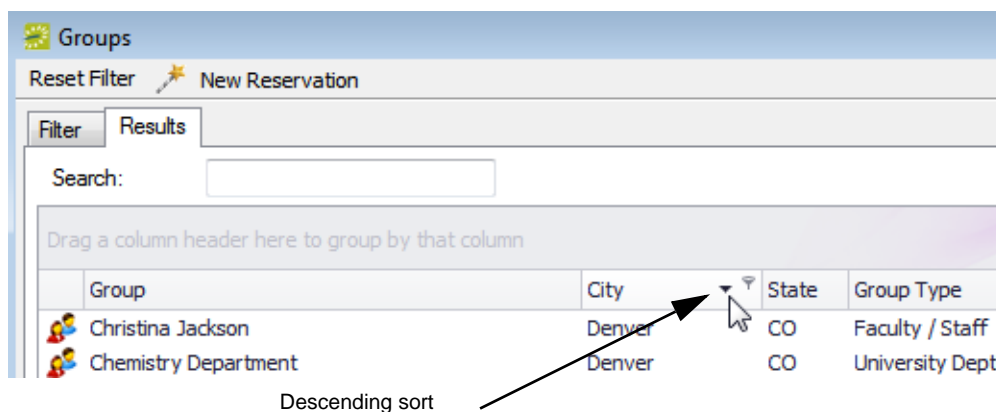 Groups
Reset Filter New Reservation
Filter Results
Search:
Drag a column header here to group by that column
Group City State Group Type
Christina Jackson Denver CO Faculty / Staff
Chemistry Department Denver CO University Dept
Descending sort